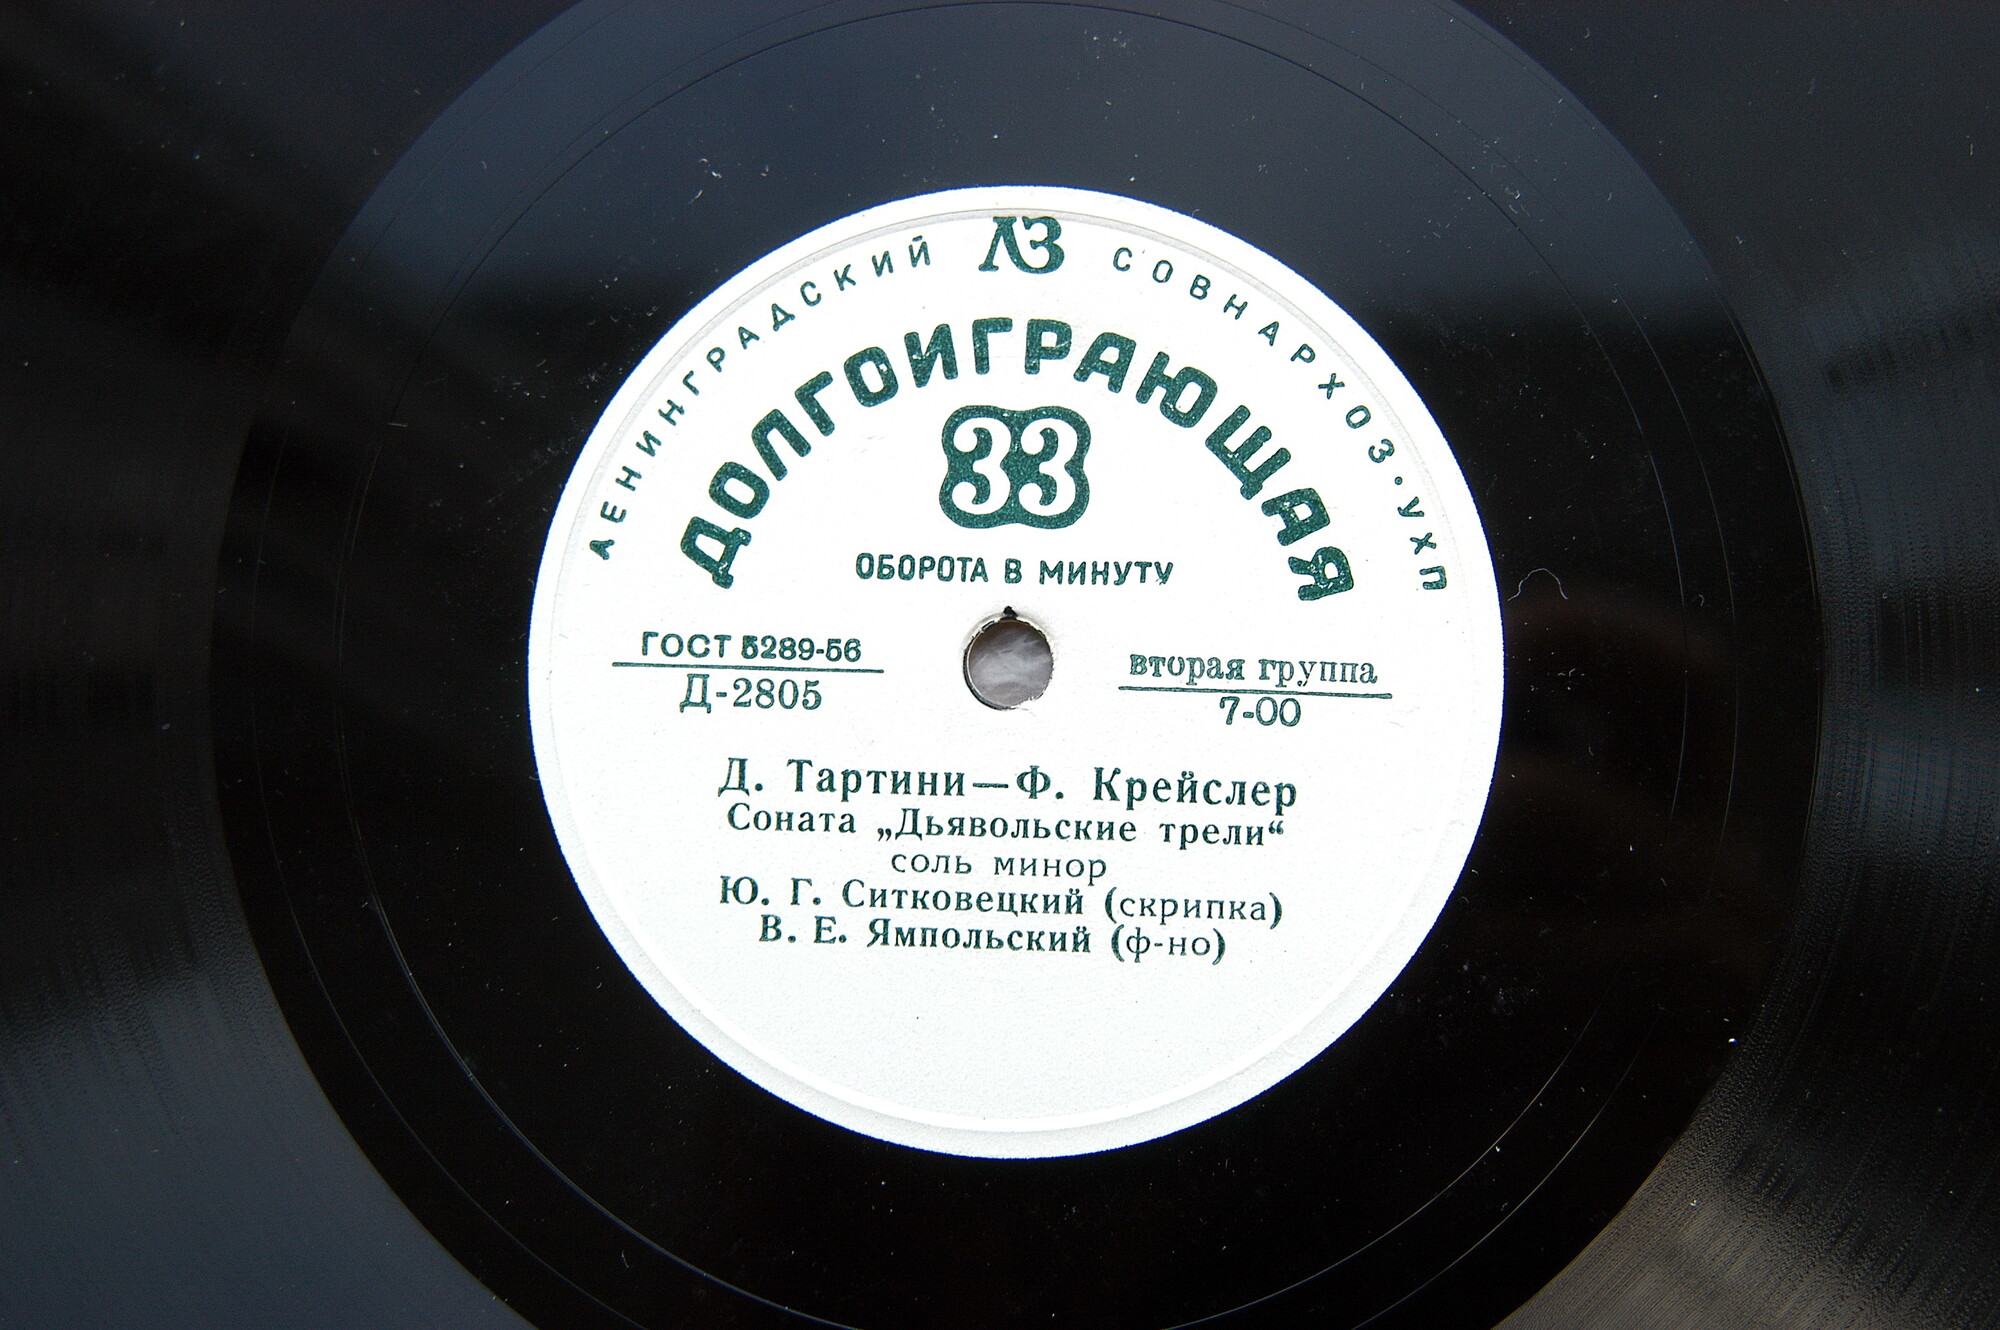 ЛЕНИНГРАДСКИЙ ЛЗ СОВНАРХОЗ · УХП
ДОЛГОИГРАЮЩАЯ
33
ОБОРОТА В МИНУТУ
ГОСТ 5289-56
Д-2805
вторая группа
7-00
Д. Тартини — Ф. Крейслер
Соната „Дьявольские трели“
соль минор
Ю. Г. Ситковецкий (скрипка)
В. Е. Ямпольский (ф-но)